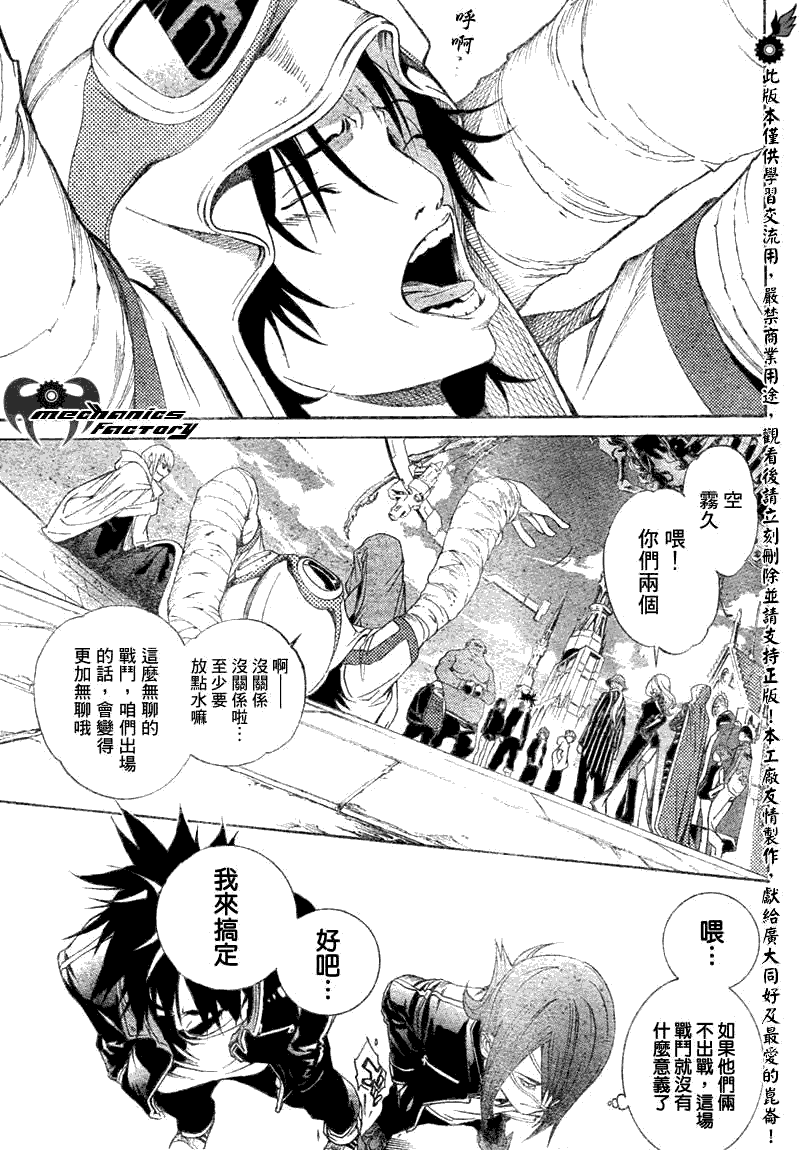 呼啊…
此版本僅供學習交流用，嚴禁商業用途，觀看後請立刻刪除並請支持正版！本工廠友情製作，獻給廣大同好及最愛的崑崙！
mechanics
factory
空
霧久
喂！
你們兩個
啊——
沒關係
沒關係啦…
至少要
放點水嘛
這麼無聊的
戰鬥，咱們出場
的話，會變得
更加無聊哦
喂…
如果他們倆
不出戰，這場
戰鬥就沒有
什麼意義了
好吧…
我來搞定